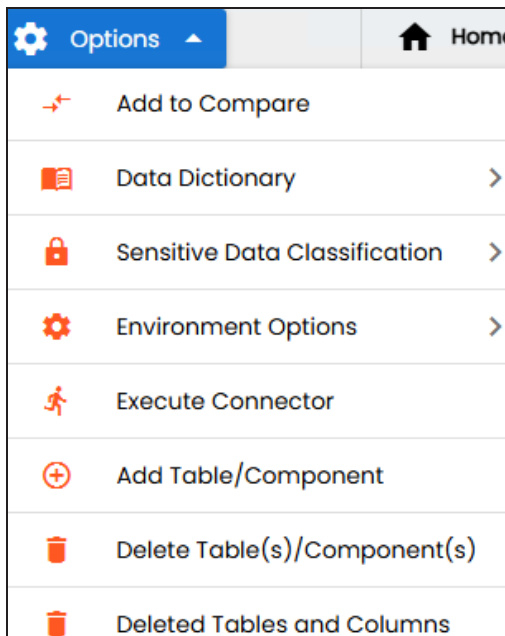 Options Home
Add to Compare
Data Dictionary
Sensitive Data Classification
Environment Options
Execute Connector
Add Table/Component
Delete Table(s)/Component(s)
Deleted Tables and Columns